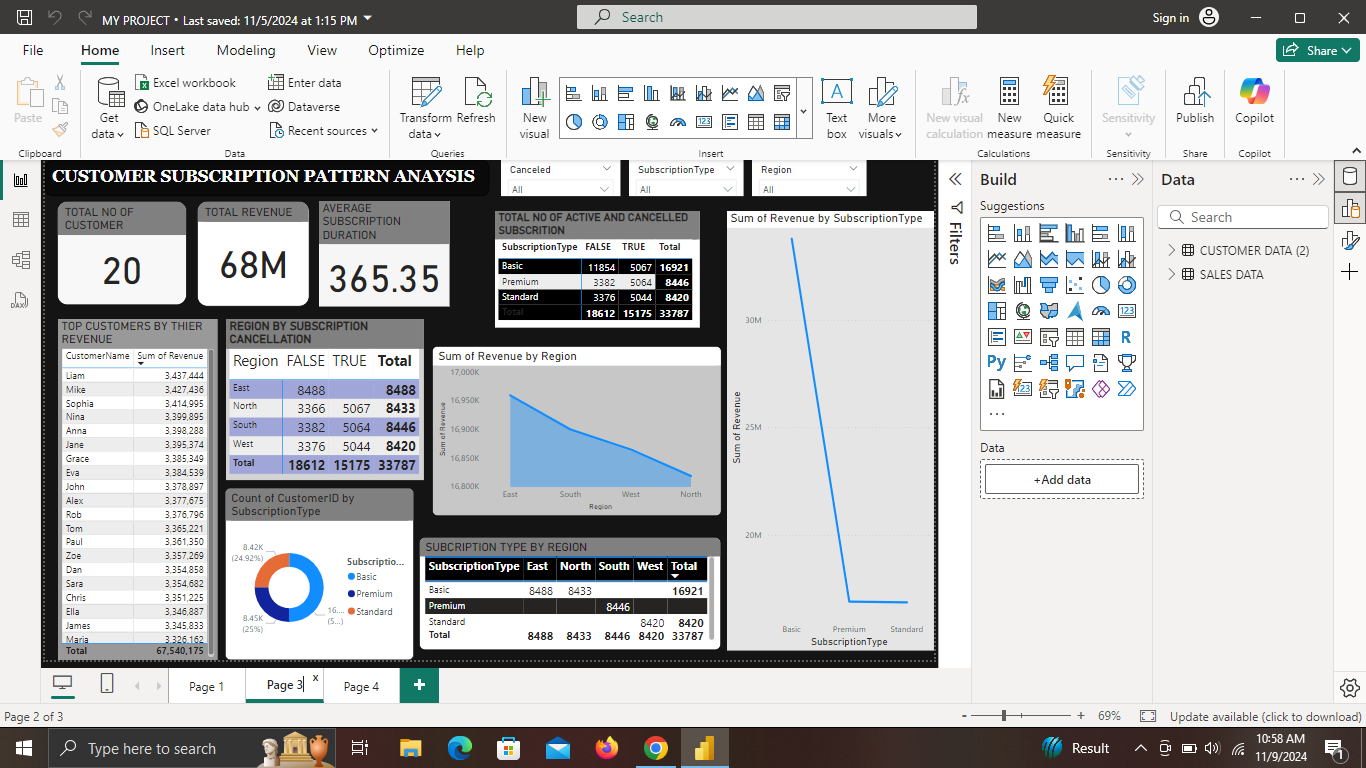 MY PROJECT • Last saved: 11/5/2024 at 1:15 PM
Search
Sign in
File Home Insert Modeling View Optimize Help
Share
Paste
Clipboard
Get data
Excel workbook
OneLake data hub
SQL Server
Enter data
Dataverse
Recent sources
Data
Transform data
Refresh
Queries
New visual
Text box
More visuals
Insert
New visual calculation
New measure
Quick measure
Calculations
Sensitivity
Sensitivity
Publish
Share
Copilot
Copilot
CUSTOMER SUBSCRIPTION PATTERN ANAYSIS
Canceled
All
SubscriptionType
All
Region
All
TOTAL NO OF
CUSTOMER
20
TOTAL REVENUE
68M
AVERAGE
SUBSCRIPTION
DURATION
365.35
TOTAL NO OF ACTIVE AND CANCELLED
SUBSCRITION
SubscriptionType FALSE TRUE Total
Basic 11854 5067 16921
Premium 3382 5064 8446
Standard 3376 5044 8420
Total 18612 15175 33787
Sum of Revenue by SubscriptionType
Sum of Revenue
30M
25M
20M
Basic Premium Standard
SubscriptionType
TOP CUSTOMERS BY THIER
REVENUE
CustomerName Sum of Revenue
Liam 3,437,444
Mike 3,427,436
Sophia 3,414,995
Nina 3,399,895
Anna 3,398,288
Jane 3,395,374
Grace 3,385,349
Eva 3,384,539
John 3,378,897
Alex 3,377,675
Rob 3,376,796
Tom 3,365,221
Paul 3,361,350
Zoe 3,357,269
Dan 3,354,858
Sara 3,354,682
Chris 3,351,225
Ella 3,346,887
James 3,345,833
Maria 3,326,162
Total 67,540,175
REGION BY SUBSCRIPTION
CANCELLATION
Region FALSE TRUE Total
East 8488 8488
North 3366 5067 8433
South 3382 5064 8446
West 3376 5044 8420
Total 18612 15175 33787
Sum of Revenue by Region
Sum of Revenue
17,000K
16,950K
16,900K
16,850K
16,800K
East South West North
Region
Count of CustomerID by
SubscriptionType
8.42K
(24.92%)
8.45K
(25%)
16....
(5...)
Subscriptio...
Basic
Premium
Standard
SUBCRIPTION TYPE BY REGION
SubscriptionType East North South West Total
Basic 8488 8433 16921
Premium 8446
Standard 8420 8420
Total 8488 8433 8446 8420 33787
Filters
Build
Suggestions
123
R
Py
123
...
Data
+Add data
Data
Search
CUSTOMER DATA (2)
SALES DATA
DAX
Page 1
Page 3
x
Page 4
+
Page 2 of 3
- + 69%
Update available (click to download)
Type here to search
Result
10:58 AM
11/9/2024
1